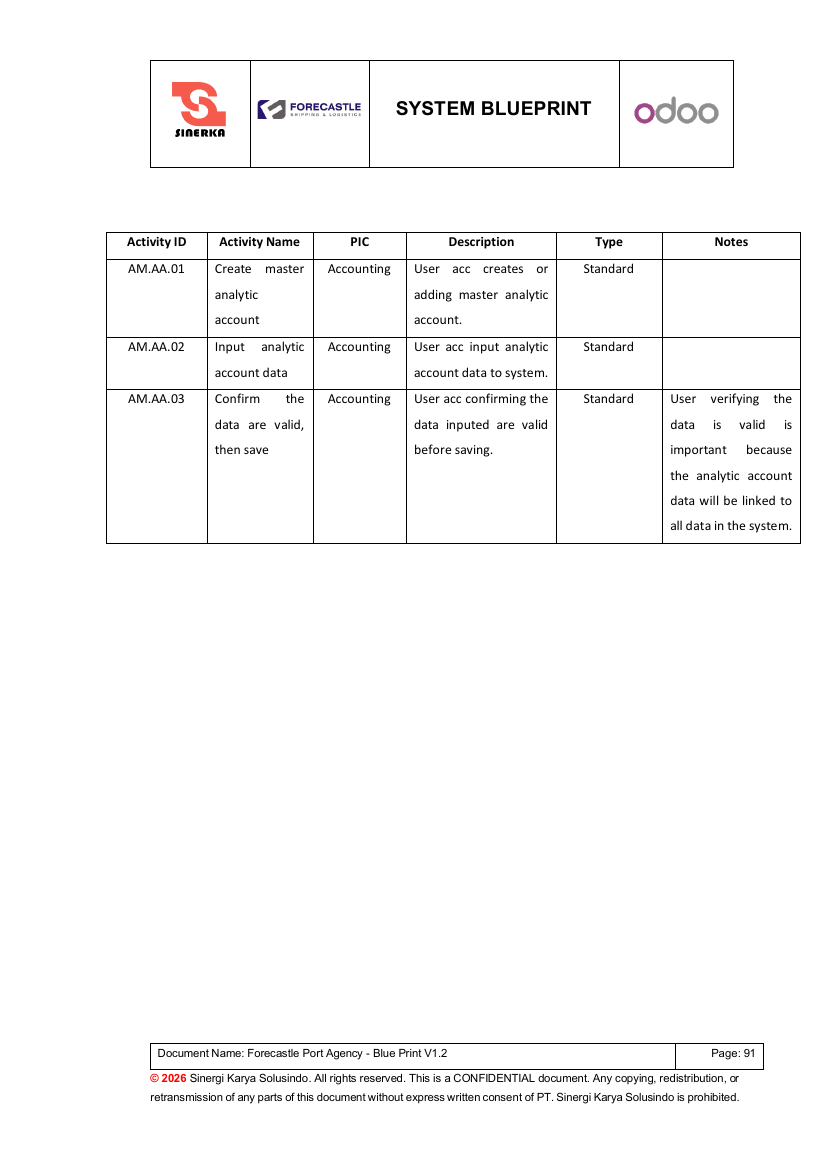 SINERKA
FORECASTLE
SHIPPING & LOGISTICS
SYSTEM BLUEPRINT
odoo
Activity ID Activity Name PIC Description Type Notes
AM.AA.01 Create master analytic account Accounting User acc creates or adding master analytic account. Standard
AM.AA.02 Input analytic account data Accounting User acc input analytic account data to system. Standard
AM.AA.03 Confirm the data are valid, then save Accounting User acc confirming the data inputed are valid before saving. Standard User verifying the data is valid is important because the analytic account data will be linked to all data in the system.
Document Name: Forecastle Port Agency - Blue Print V1.2 Page: 91
© 2026 Sinergi Karya Solusindo. All rights reserved. This is a CONFIDENTIAL document. Any copying, redistribution, or
retransmission of any parts of this document without express written consent of PT. Sinergi Karya Solusindo is prohibited.